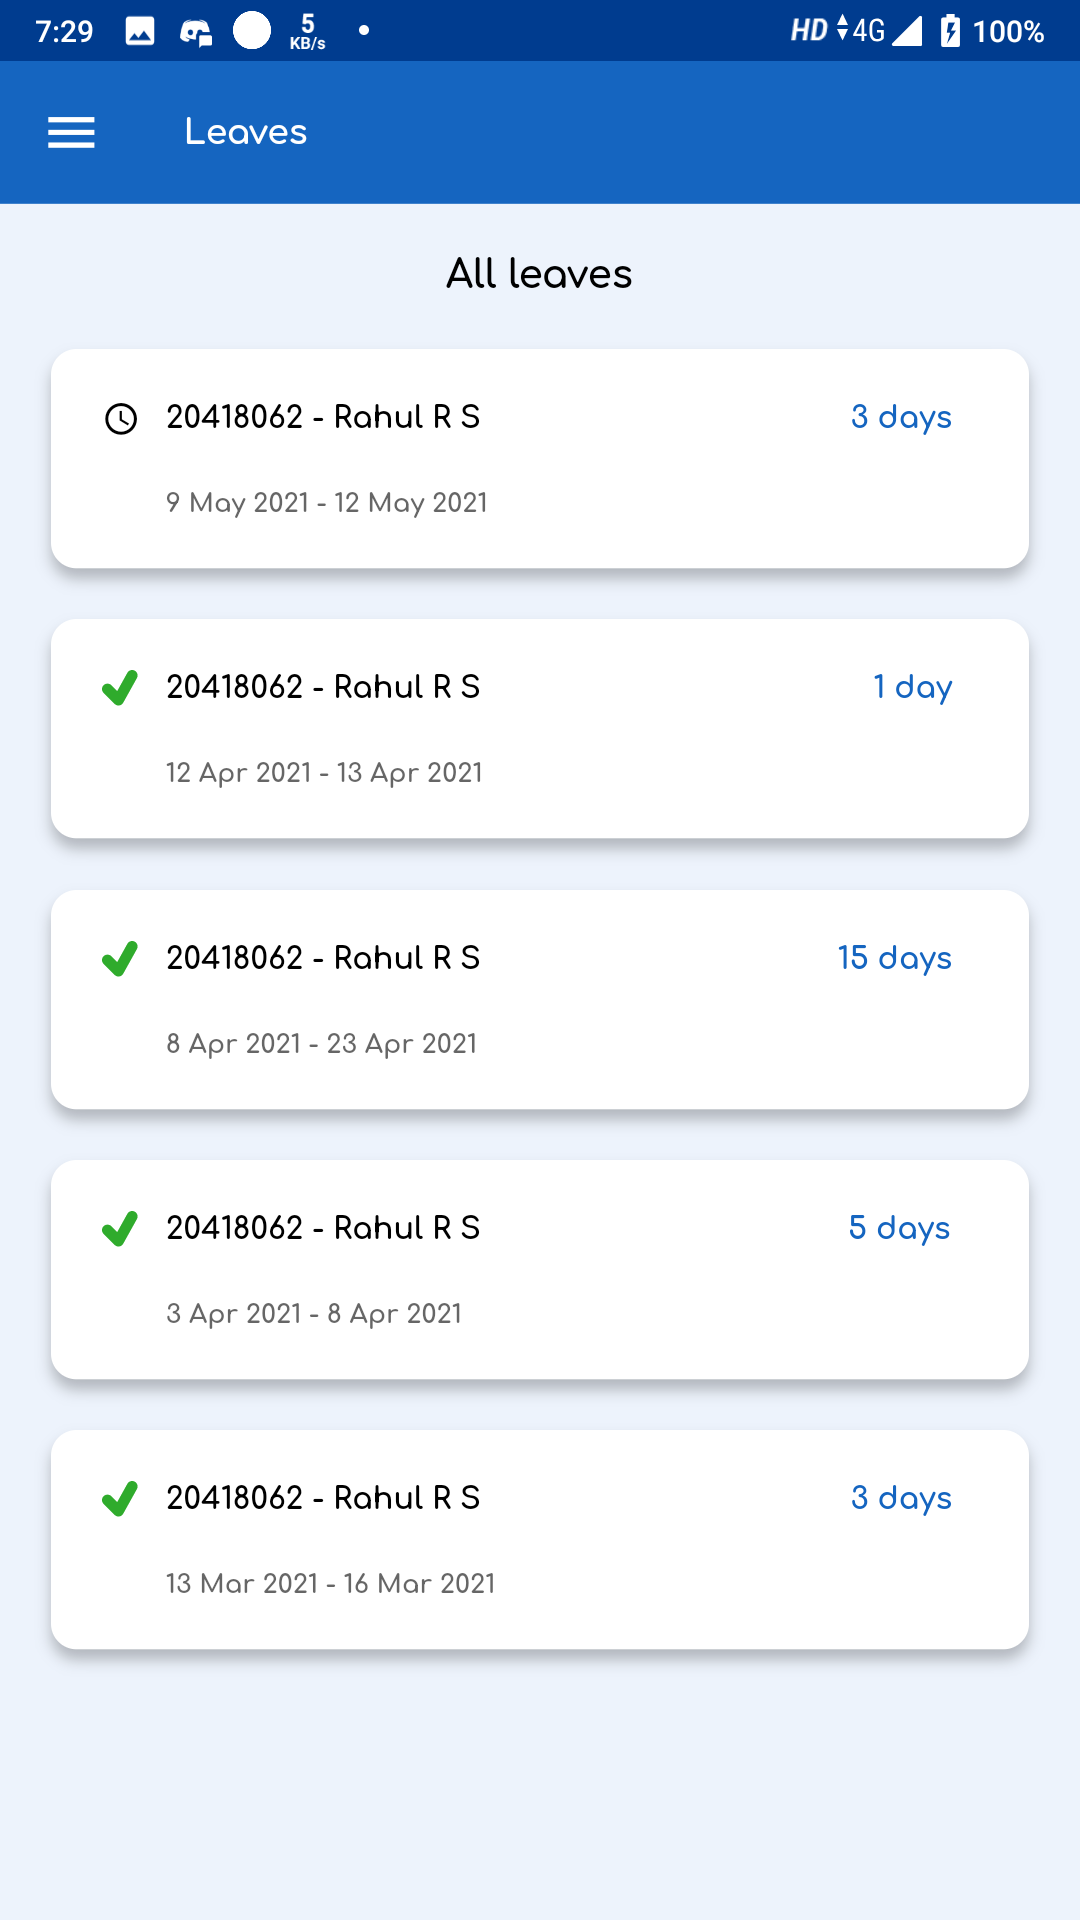 7:29 5 KB/s HD 4G 100%
Leaves
All leaves
20418062 - Rahul R S 3 days
9 May 2021 - 12 May 2021
20418062 - Rahul R S 1 day
12 Apr 2021 - 13 Apr 2021
20418062 - Rahul R S 15 days
8 Apr 2021 - 23 Apr 2021
20418062 - Rahul R S 5 days
3 Apr 2021 - 8 Apr 2021
20418062 - Rahul R S 3 days
13 Mar 2021 - 16 Mar 2021